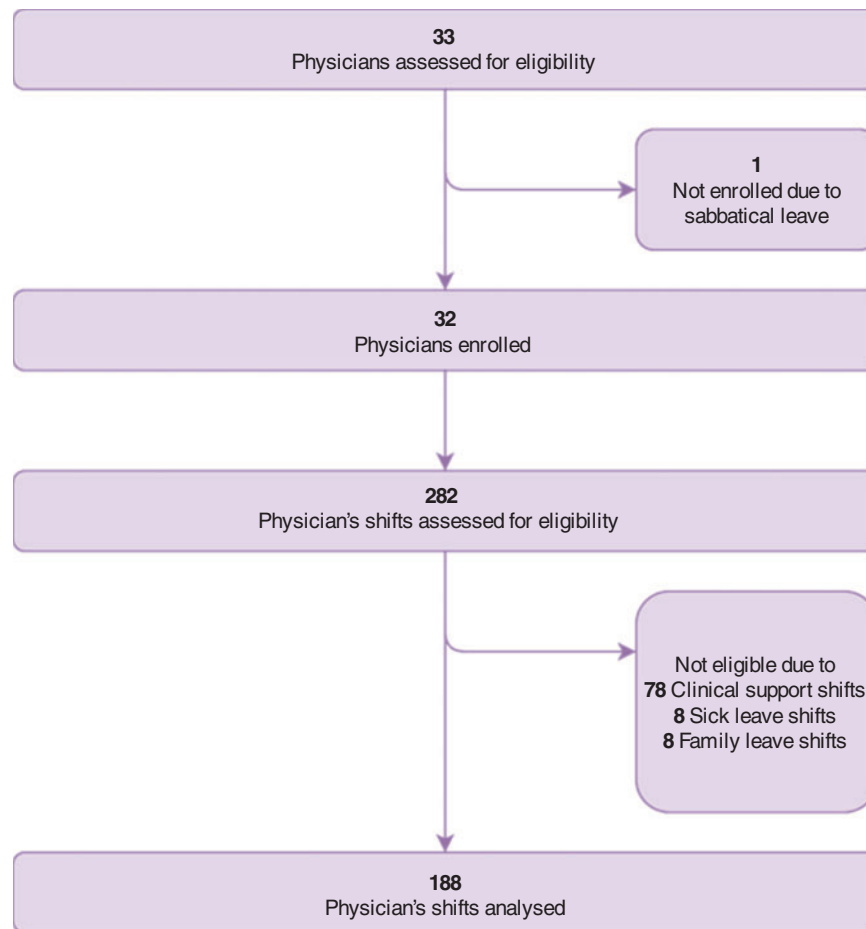 33
Physicians assessed for eligibility
1
Not enrolled due to
sabbatical leave
32
Physicians enrolled
282
Physician's shifts assessed for eligibility
Not eligible due to
78 Clinical support shifts
8 Sick leave shifts
8 Family leave shifts
188
Physician's shifts analysed